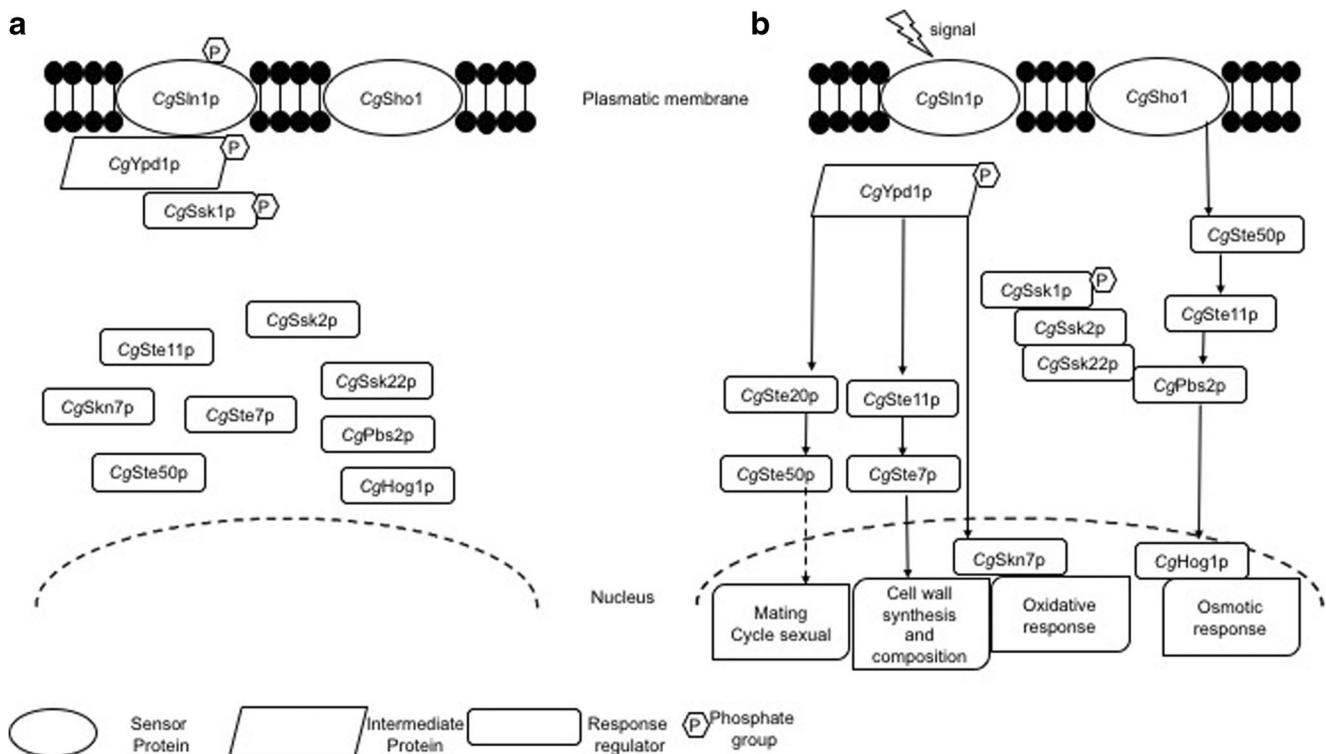 a
P
CgSln1p
CgSho1
CgYpd1p
P
CgSsk1p
P
CgSsk2p
CgSte11p
CgSsk22p
CgSkn7p
CgSte7p
CgPbs2p
CgSte50p
CgHog1p
Plasmatic membrane
Nucleus
b
signal
CgSln1p
CgSho1
CgYpd1p
P
CgSte50p
CgSsk1p
P
CgSsk2p
CgSte11p
CgSsk22p
CgPbs2p
CgSte20p
CgSte11p
CgSte50p
CgSte7p
CgSkn7p
CgHog1p
Mating
Cycle sexual
Cell wall
synthesis
and
composition
Oxidative
response
Osmotic
response
Sensor
Protein
Intermediate
Protein
Response
regulator
P
Phosphate
group